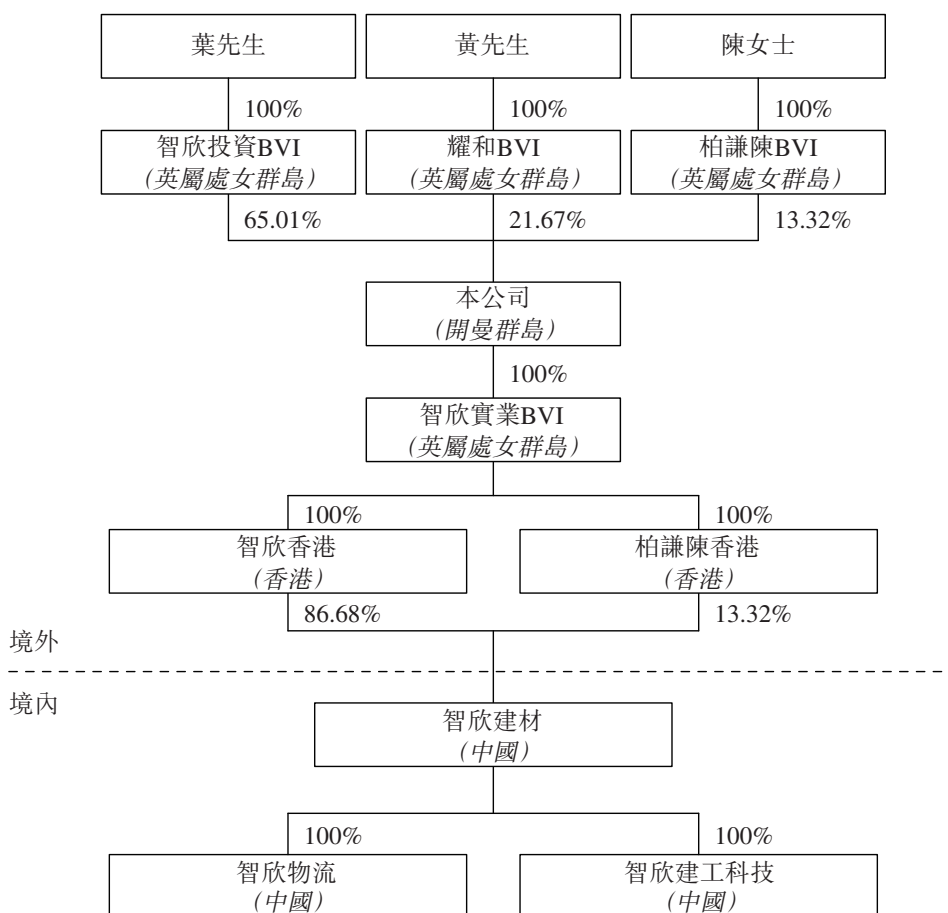 葉先生
黃先生
陳女士
100%
100%
100%
智欣投資BVI
(英屬處女群島)
耀和BVI
(英屬處女群島)
柏謙陳BVI
(英屬處女群島)
65.01%
21.67%
13.32%
本公司
(開曼群島)
100%
智欣實業BVI
(英屬處女群島)
100%
100%
智欣香港
(香港)
柏謙陳香港
(香港)
86.68%
13.32%
境外
境內
智欣建材
(中國)
100%
100%
智欣物流
(中國)
智欣建工科技
(中國)